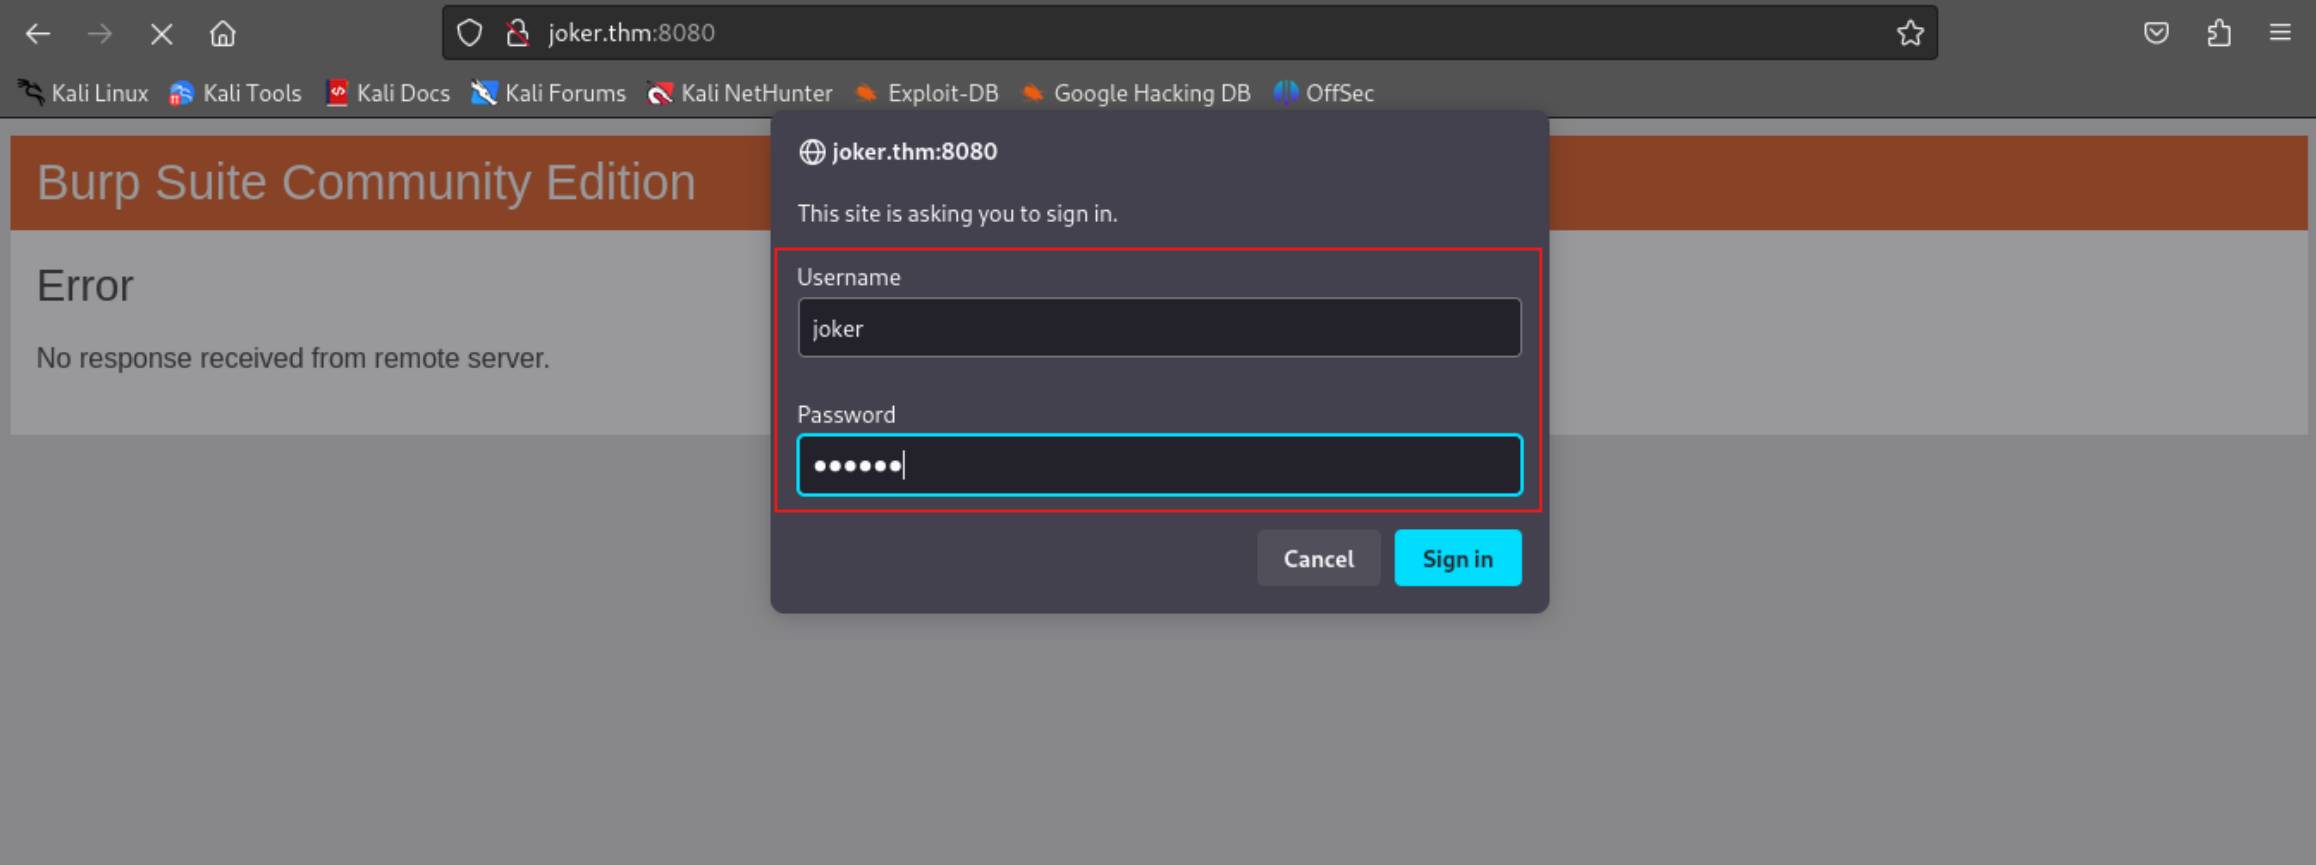 joker.thm:8080
Kali Linux Kali Tools Kali Docs Kali Forums Kali NetHunter Exploit-DB Google Hacking DB OffSec
joker.thm:8080
This site is asking you to sign in.
Burp Suite Community Edition
Username
joker
Error
No response received from remote server.
Password
••••••
Cancel Sign in